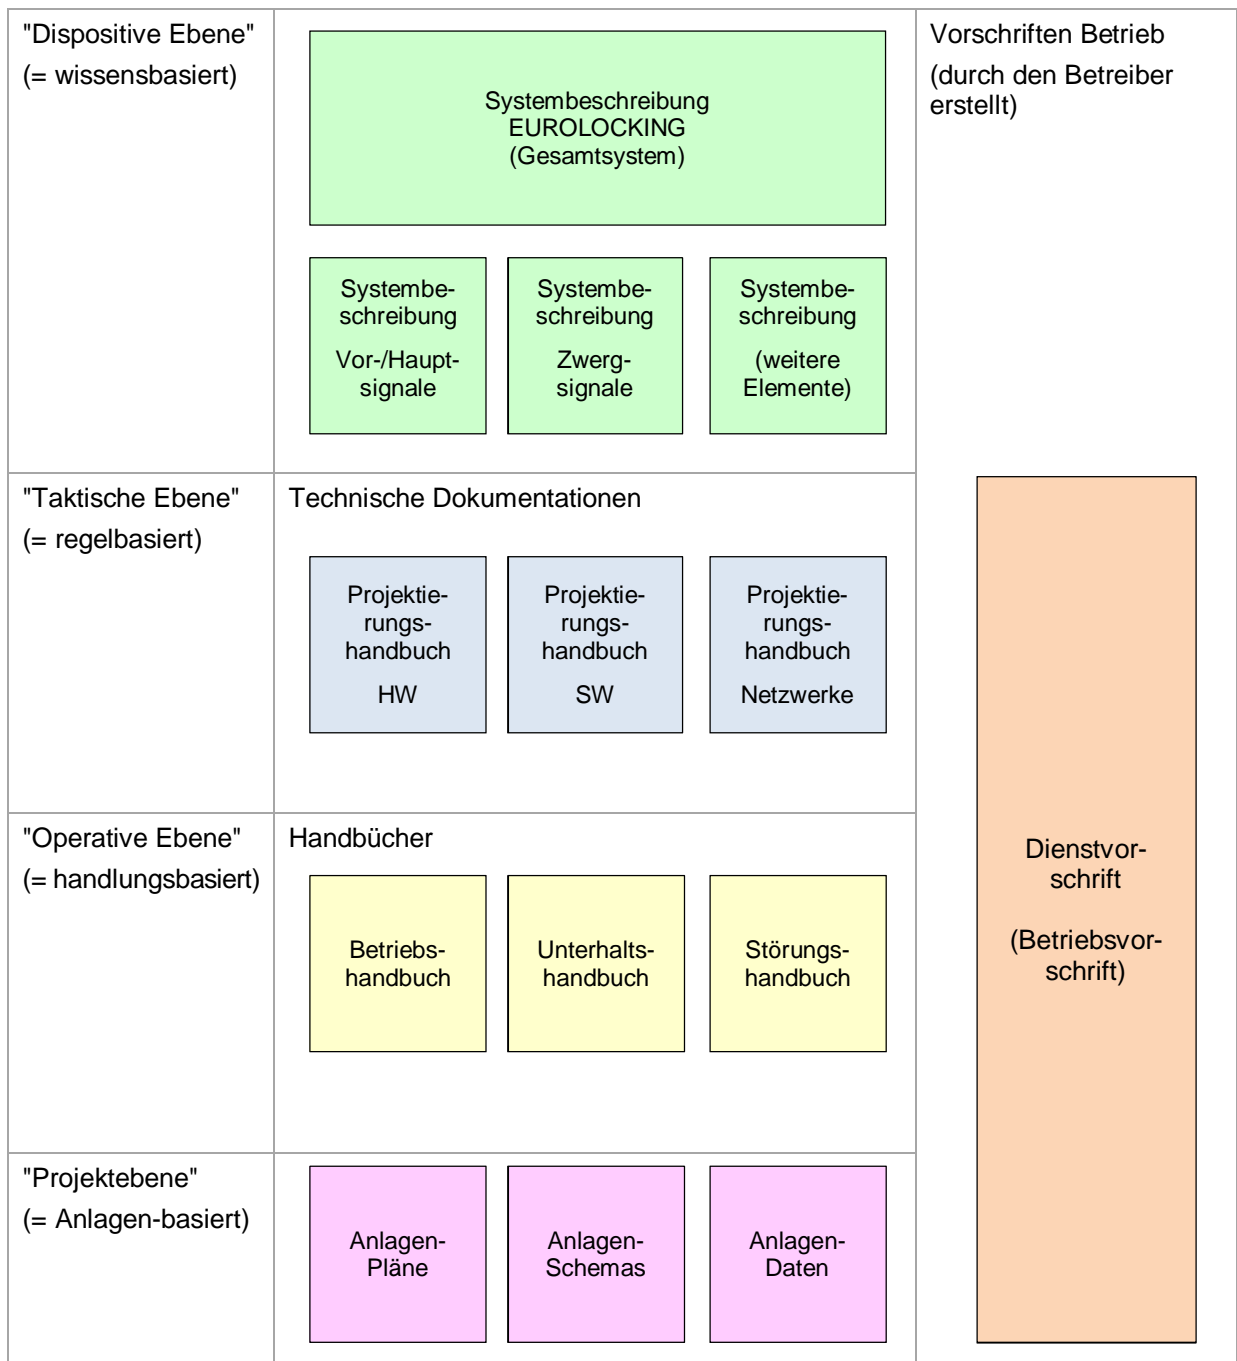 "Dispositive Ebene"
(= wissensbasiert)
Systembeschreibung
EUROLOCKING
(Gesamtsystem)
Systembe-
schreibung
Vor-/Haupt-
signale
Systembe-
schreibung
Zwerg-
signale
Systembe-
schreibung
(weitere
Elemente)
Vorschriften Betrieb
(durch den Betreiber
erstellt)
"Taktische Ebene"
(= regelbasiert)
Technische Dokumentationen
Projektie-
rungs-
handbuch
HW
Projektie-
rungs-
handbuch
SW
Projektie-
rungs-
handbuch
Netzwerke
"Operative Ebene"
(= handlungsbasiert)
Handbücher
Betriebs-
handbuch
Unterhalts-
handbuch
Störungs-
handbuch
Dienstvor-
schrift
(Betriebsvor-
schrift)
"Projektebene"
(= Anlagen-basiert)
Anlagen-
Pläne
Anlagen-
Schemas
Anlagen-
Daten